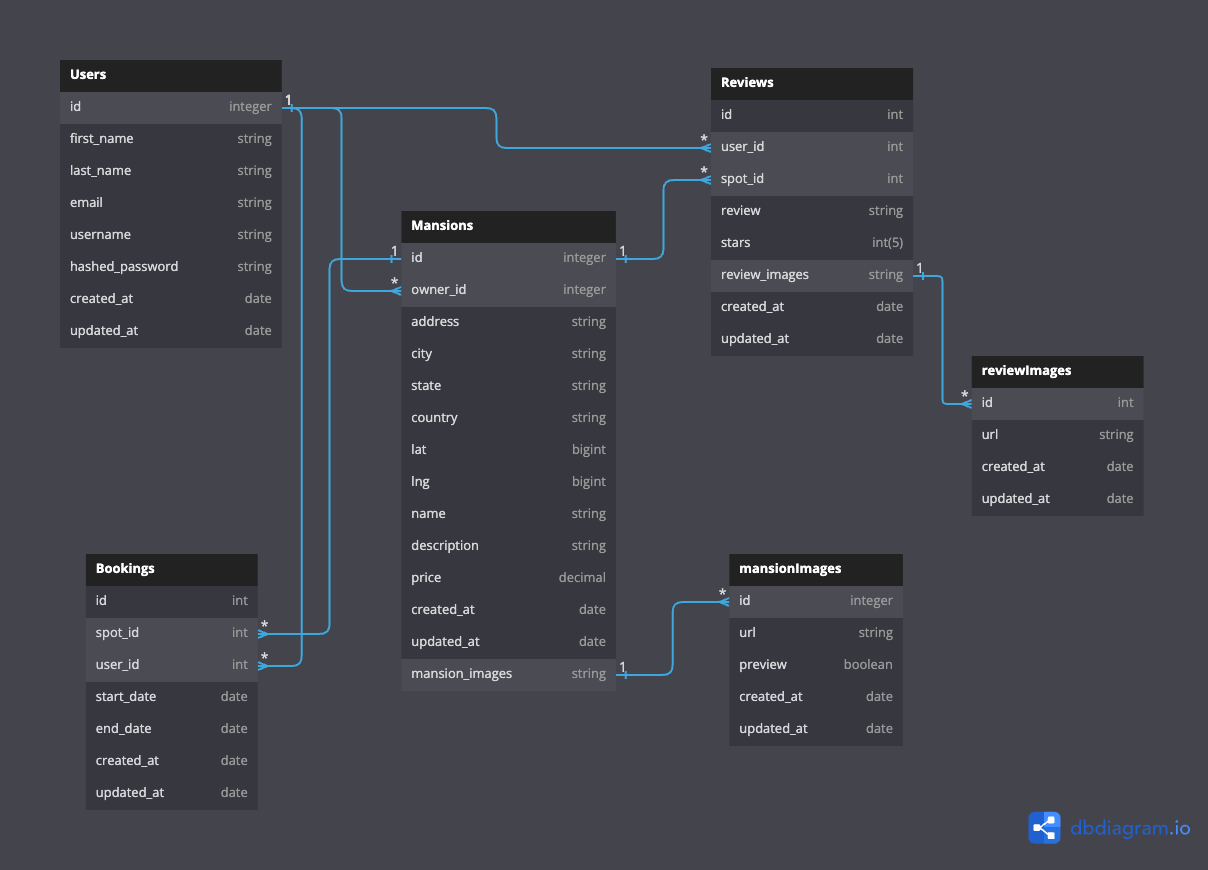 Users
id integer
first_name string
last_name string
email string
username string
hashed_password string
created_at date
updated_at date
1
1
*
Mansions
id integer
owner_id integer
address string
city string
state string
country string
lat bigint
lng bigint
name string
description string
price decimal
created_at date
updated_at date
mansion_images string
1
1
*
*
Reviews
id int
user_id int
spot_id int
review string
stars int(5)
review_images string
created_at date
updated_at date
1
*
reviewImages
id int
url string
created_at date
updated_at date
Bookings
id int
spot_id int
user_id int
start_date date
end_date date
created_at date
updated_at date
*
*
*
mansionImages
id integer
url string
preview boolean
created_at date
updated_at date
dbdiagram.io